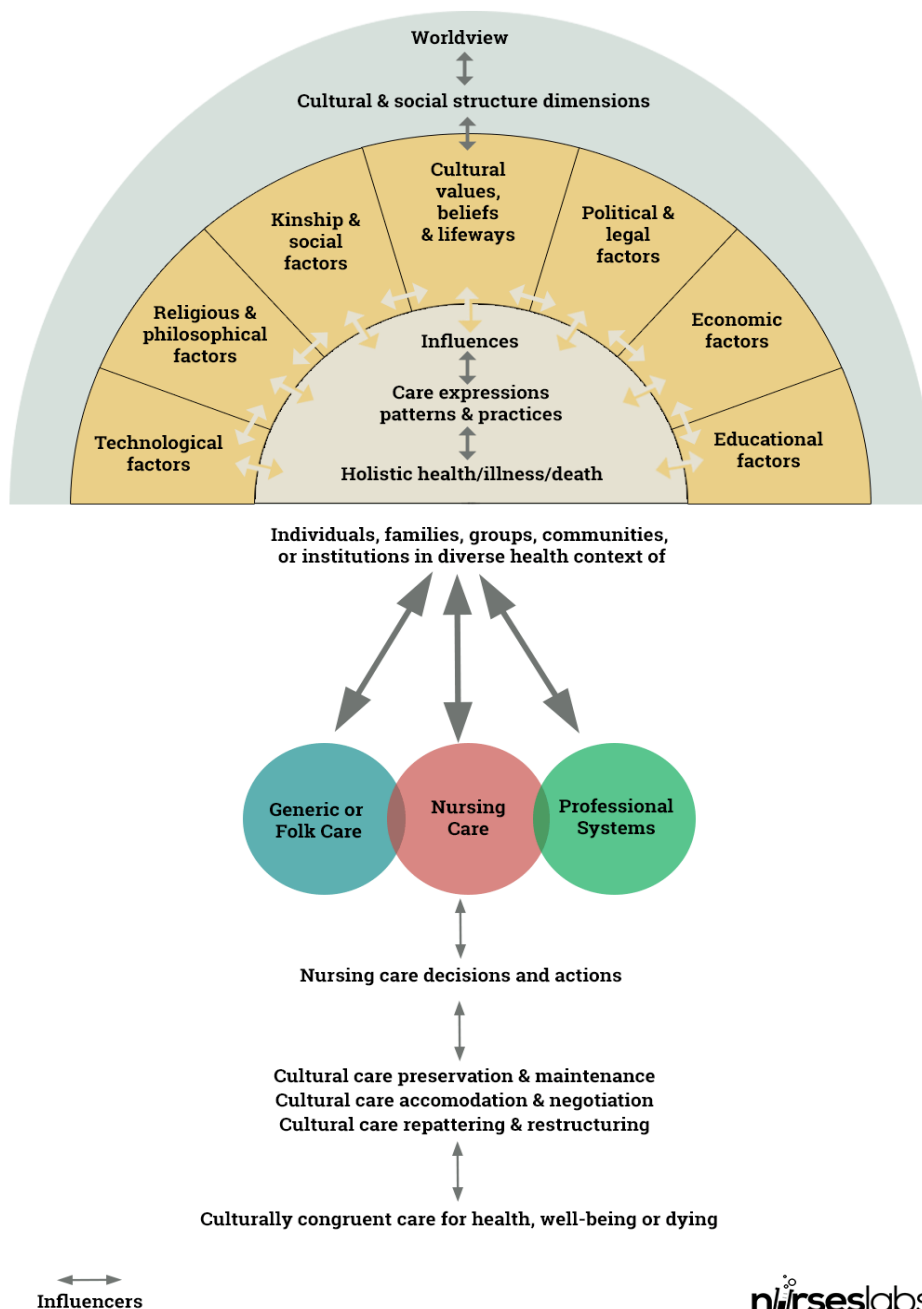 Worldview
Cultural & social structure dimensions
Cultural
values,
beliefs
& lifeways
Kinship &
social
factors
Political &
legal
factors
Religious &
philosophical
factors
Economic
factors
Technological
factors
Educational
factors
Influences
Care expressions
patterns & practices
Holistic health/illness/death
Individuals, families, groups, communities,
or institutions in diverse health context of
Generic or
Folk Care
Nursing
Care
Professional
Systems
Nursing care decisions and actions
Cultural care preservation & maintenance
Cultural care accomodation & negotiation
Cultural care repattering & restructuring
Culturally congruent care for health, well-being or dying
Influencers
nurseslabs